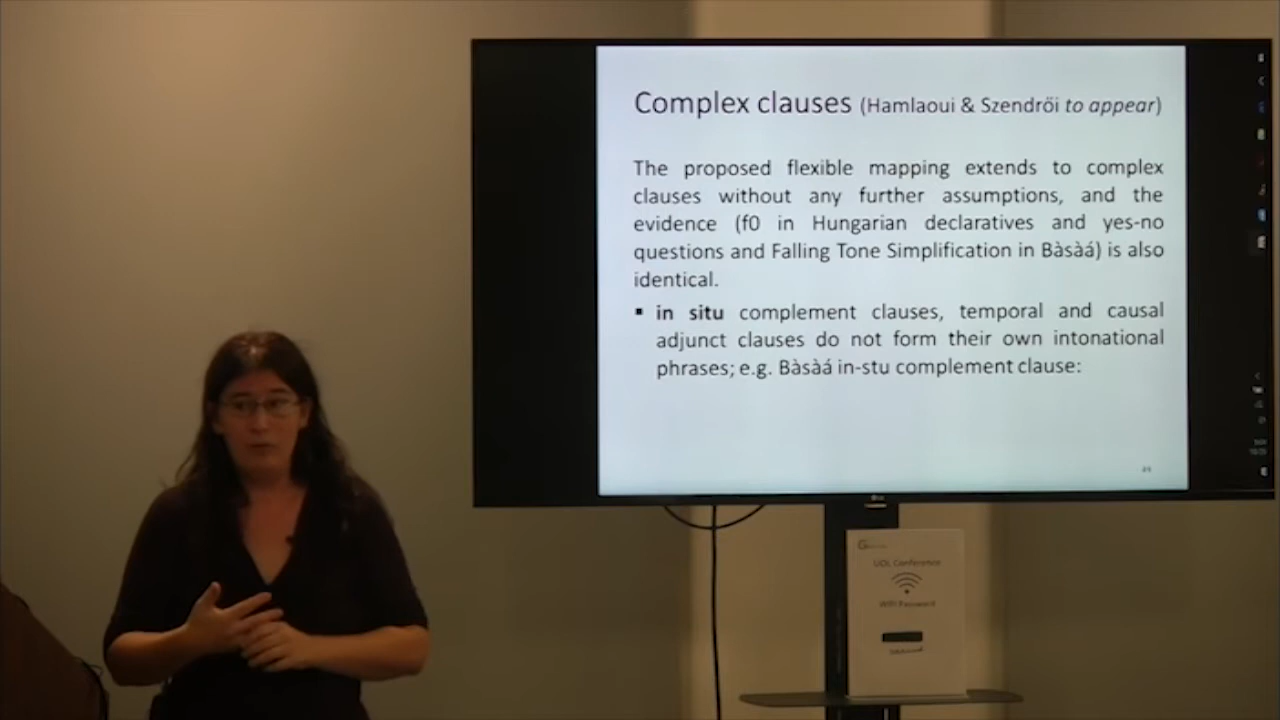 Complex clauses (Hamlaoui & Szendröi to appear)
The proposed flexible mapping extends to complex
clauses without any further assumptions, and the
evidence (f0 in Hungarian declaratives and yes-no
questions and Falling Tone Simplification in Bàsàá) is also
identical.
▪ in situ complement clauses, temporal and causal
adjunct clauses do not form their own intonational
phrases; e.g. Bàsàá in-stu complement clause:
LG
UCL Conference
WiFi Password